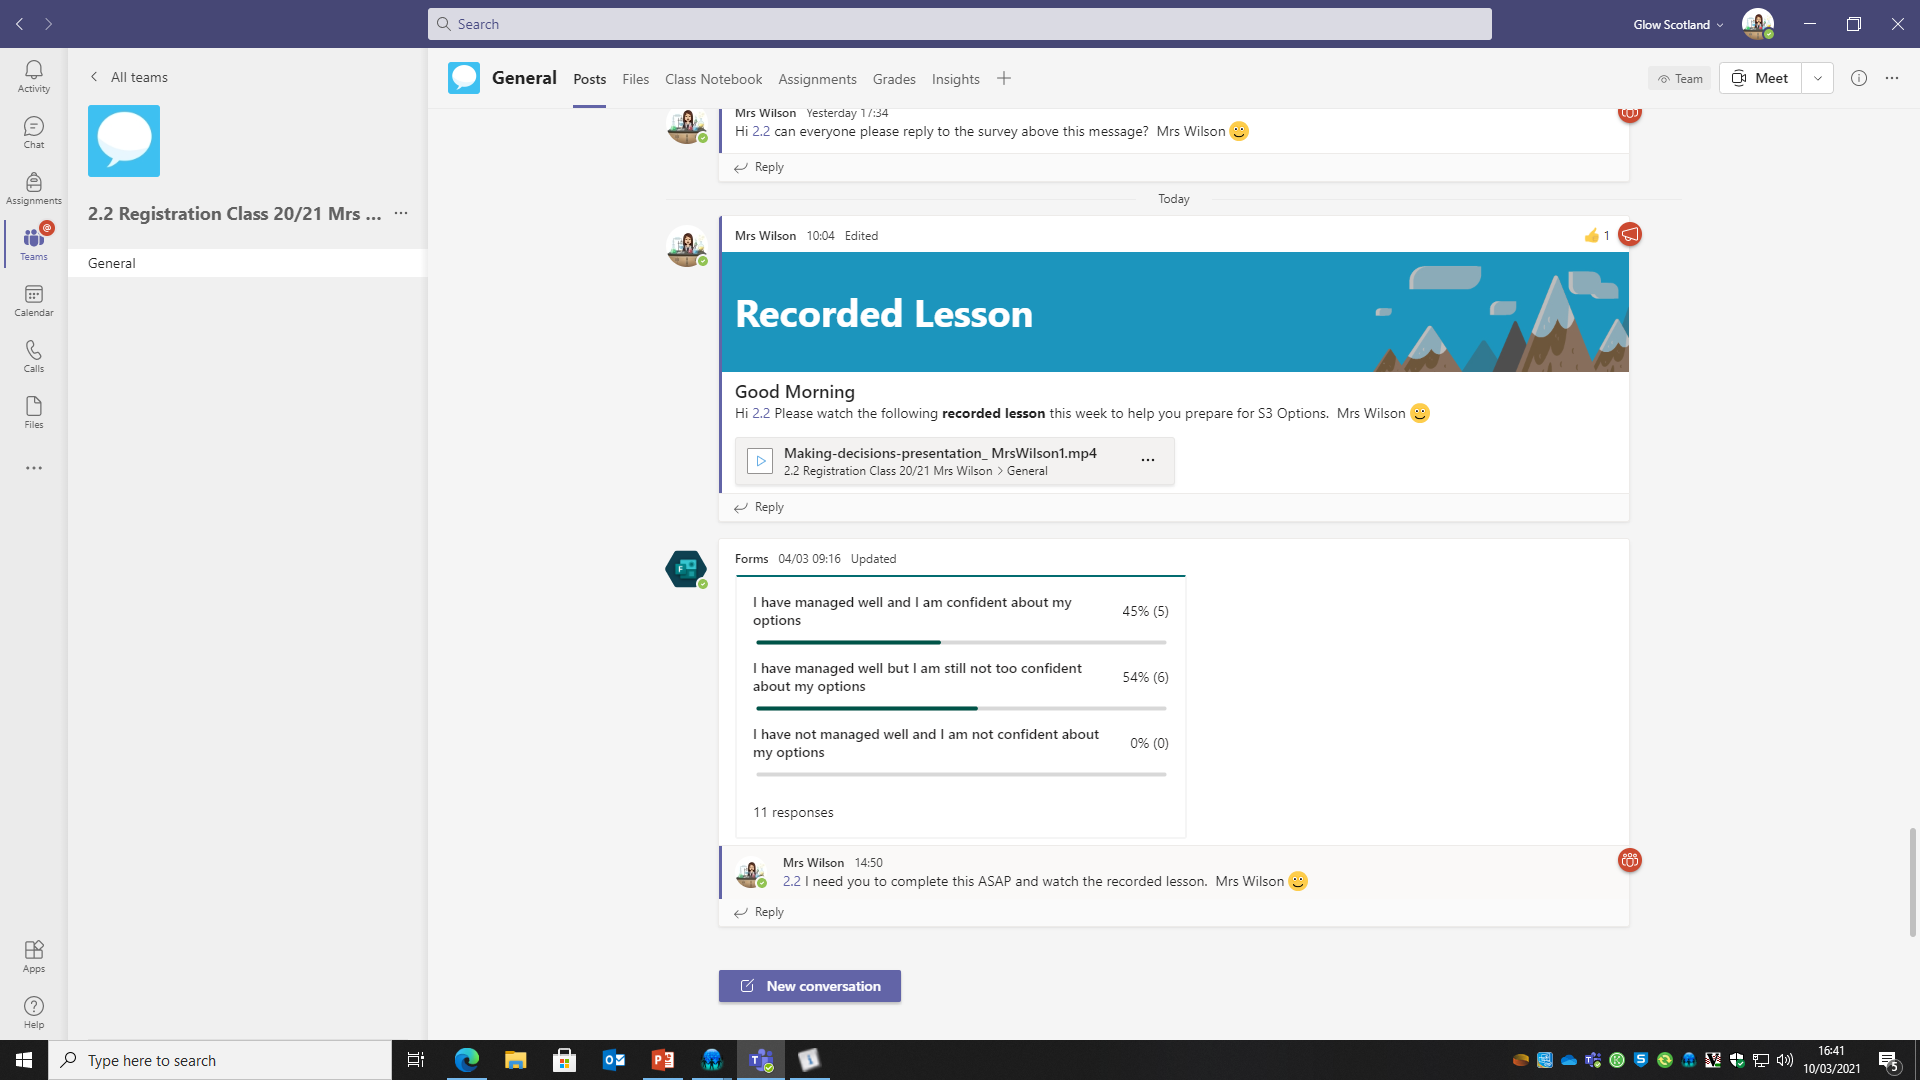 Search
Glow Scotland
Activity
Chat
Assignments
Teams
Calendar
Calls
Files
Apps
Help
All teams
2.2 Registration Class 20/21 Mrs ...
General
General Posts Files Class Notebook Assignments Grades Insights
Team Meet
Mrs Wilson Yesterday 17:34
Hi 2.2 can everyone please reply to the survey above this message? Mrs Wilson
Reply
Today
Mrs Wilson 10:04 Edited
1
Recorded Lesson
Good Morning
Hi 2.2 Please watch the following recorded lesson this week to help you prepare for S3 Options. Mrs Wilson
Making-decisions-presentation_ MrsWilson1.mp4
2.2 Registration Class 20/21 Mrs Wilson > General
Reply
Forms 04/03 09:16 Updated
I have managed well and I am confident about my
options
45% (5)
I have managed well but I am still not too confident
about my options
54% (6)
I have not managed well and I am not confident about
my options
0% (0)
11 responses
Mrs Wilson 14:50
2.2 I need you to complete this ASAP and watch the recorded lesson. Mrs Wilson
Reply
New conversation
Type here to search
16:41
10/03/2021
5